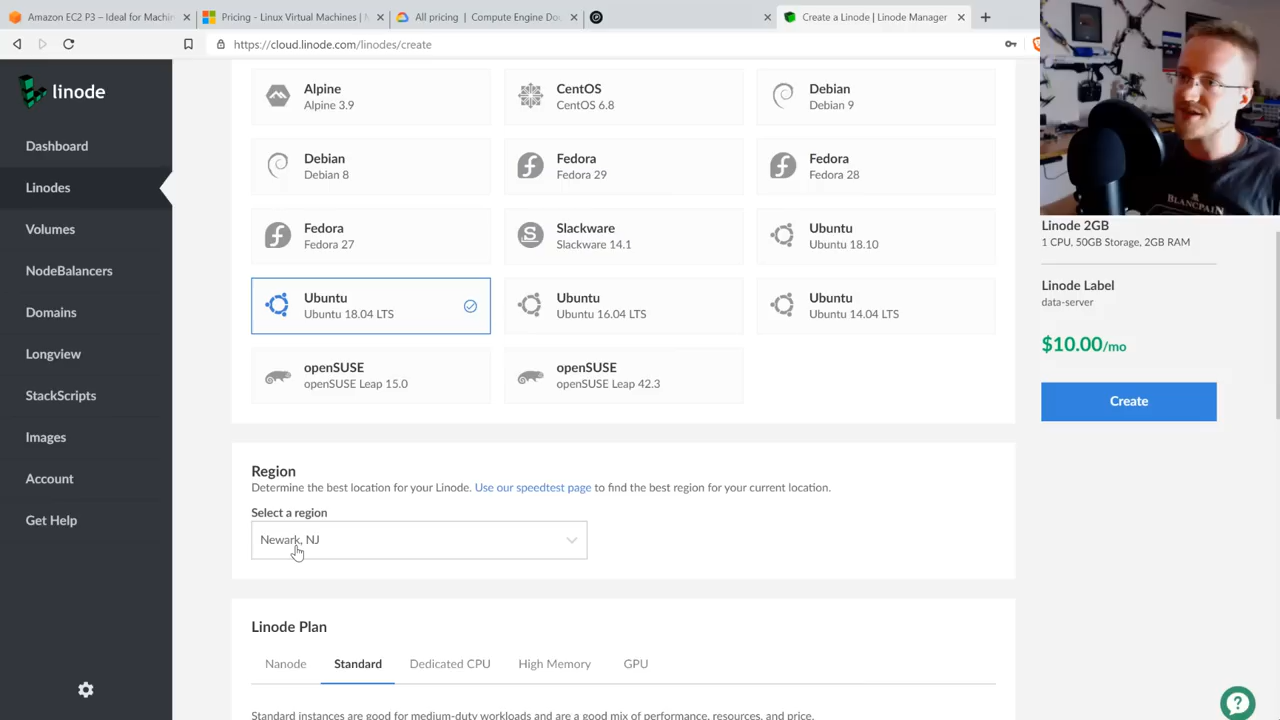 Amazon EC2 P3 – Ideal for Machin
Pricing - Linux Virtual Machines | M
All pricing | Compute Engine Do
Create a Linode | Linode Manager
https://cloud.linode.com/linodes/create
linode
Dashboard
Linodes
Volumes
NodeBalancers
Domains
Longview
StackScripts
Images
Account
Get Help
Alpine
Alpine 3.9
CentOS
CentOS 6.8
Debian
Debian 9
Debian
Debian 8
Fedora
Fedora 29
Fedora
Fedora 28
Fedora
Fedora 27
Slackware
Slackware 14.1
Ubuntu
Ubuntu 18.10
Ubuntu
Ubuntu 18.04 LTS
Ubuntu
Ubuntu 16.04 LTS
Ubuntu
Ubuntu 14.04 LTS
openSUSE
openSUSE Leap 15.0
openSUSE
openSUSE Leap 42.3
Region
Determine the best location for your Linode. Use our speedtest page to find the best region for your current location.
Select a region
Newark, NJ
Linode Plan
Nanode
Standard
Dedicated CPU
High Memory
GPU
Standard instances are good for medium-duty workloads and are a good mix of performance, resources, and price.
BLANCPAIN
Linode 2GB
1 CPU, 50GB Storage, 2GB RAM
Linode Label
data-server
$10.00/mo
Create
?